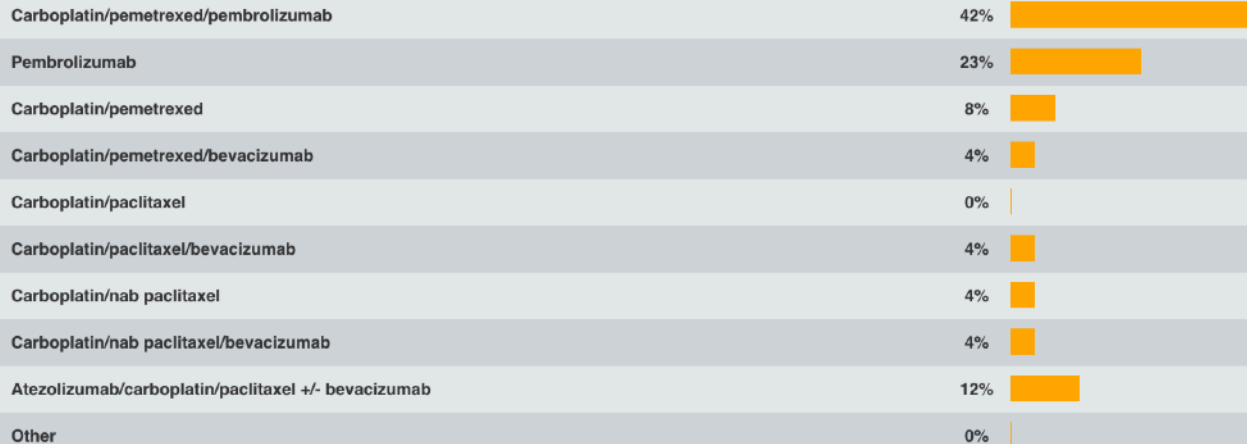 Carboplatin/pemetrexed/pembrolizumab 42%
Pembrolizumab 23%
Carboplatin/pemetrexed 8%
Carboplatin/pemetrexed/bevacizumab 4%
Carboplatin/paclitaxel 0%
Carboplatin/paclitaxel/bevacizumab 4%
Carboplatin/nab paclitaxel 4%
Carboplatin/nab paclitaxel/bevacizumab 4%
Atezolizumab/carboplatin/paclitaxel +/- bevacizumab 12%
Other 0%